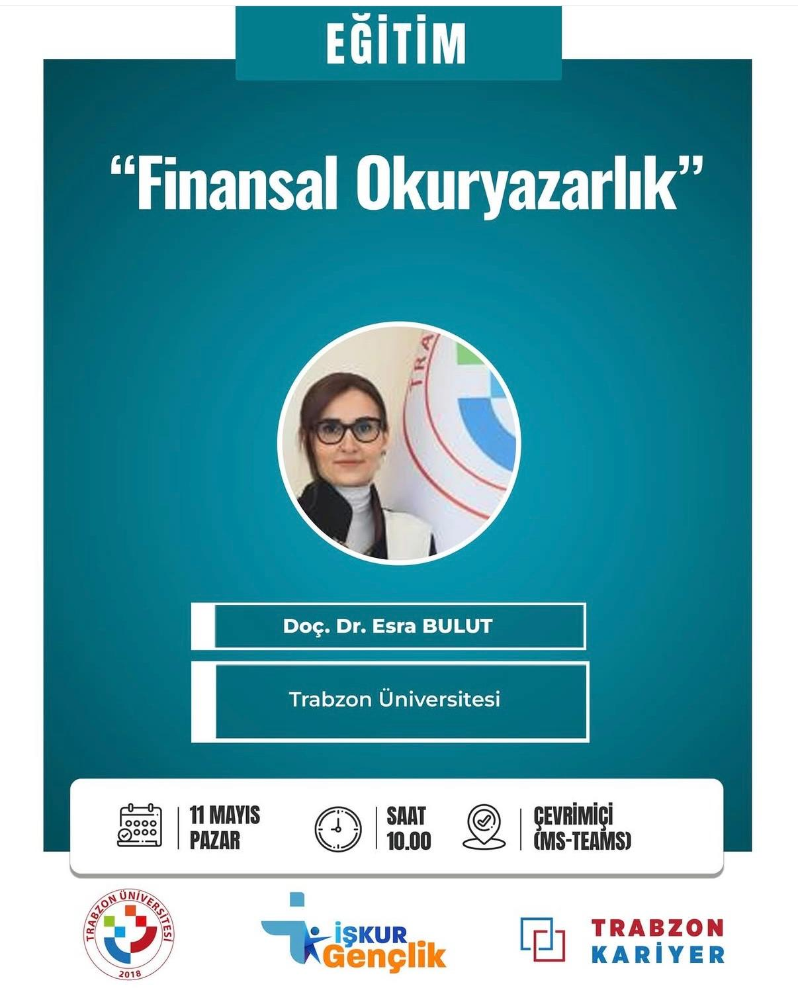 EĞİTİM
“Finansal Okuryazarlık”
TRA
Doç. Dr. Esra BULUT
Trabzon Üniversitesi
11 MAYIS
PAZAR
SAAT
10.00
ÇEVRİMİÇİ
(MS-TEAMS)
TRABZON ÜNİVERSİTESİ
2018
İŞKUR
Gençlik
TRABZON
KARİYER